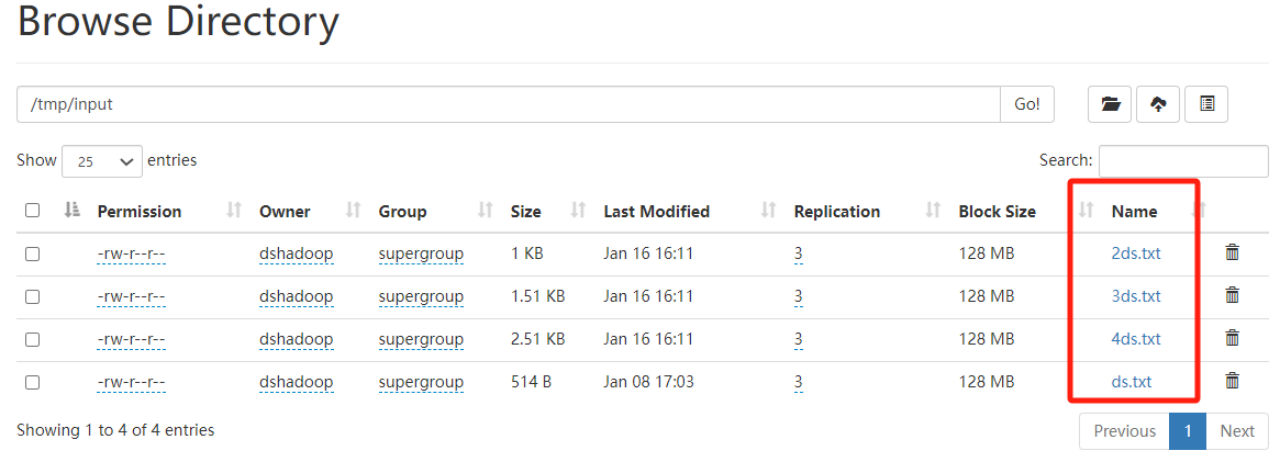 Browse Directory
/tmp/input Go!
Show 25 entries Search:
Permission Owner Group Size Last Modified Replication Block Size Name
-rw-r--r-- dshadoop supergroup 1 KB Jan 16 16:11 3 128 MB 2ds.txt
-rw-r--r-- dshadoop supergroup 1.51 KB Jan 16 16:11 3 128 MB 3ds.txt
-rw-r--r-- dshadoop supergroup 2.51 KB Jan 16 16:11 3 128 MB 4ds.txt
-rw-r--r-- dshadoop supergroup 514 B Jan 08 17:03 3 128 MB ds.txt
Showing 1 to 4 of 4 entries Previous 1 Next